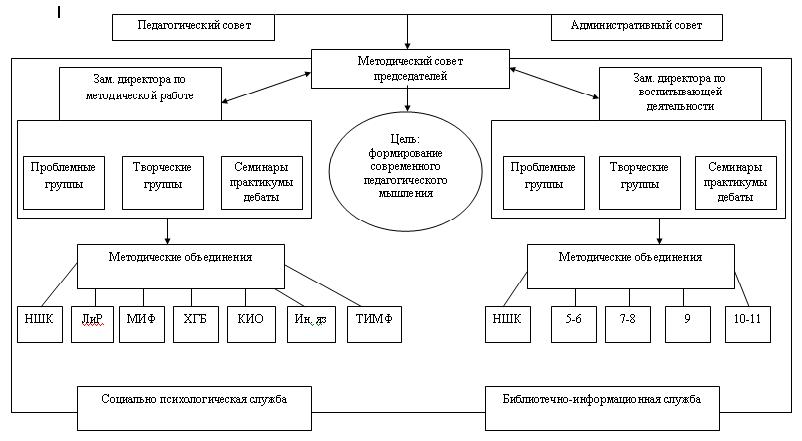 Педагогический совет
Административный совет
Методический совет
председателей
Зам. директора по
методической работе
Зам. директора по
воспитывающей
деятельности
Цель:
формирование
современного
педагогического
мышления
Проблемные
группы
Творческие
группы
Семинары
практикумы
дебаты
Проблемные
группы
Творческие
группы
Семинары
практикумы
дебаты
Методические объединения
Методические объединения
НШК
ЛиР
МИФ
ХГБ
КИО
Ин, яз
ТИМФ
НШК
5-6
7-8
9
10-11
Социально психологическая служба
Библиотечно-информационная служба